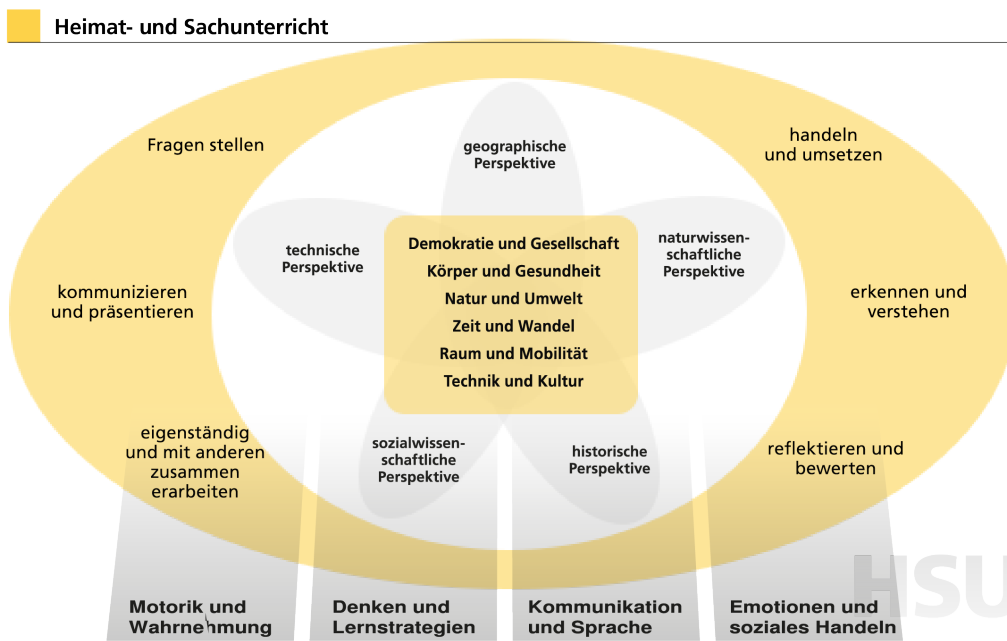 Heimat- und Sachunterricht
Fragen stellen
handeln
und umsetzen
geographische
Perspektive
technische
Perspektive
naturwissen-
schaftliche
Perspektive
Demokratie und Gesellschaft
Körper und Gesundheit
Natur und Umwelt
Zeit und Wandel
Raum und Mobilität
Technik und Kultur
kommunizieren
und präsentieren
erkennen und
verstehen
eigenständig
und mit anderen
zusammen
erarbeiten
sozialwissen-
schaftliche
Perspektive
historische
Perspektive
reflektieren und
bewerten
HSU
Motorik und
Wahrnehmung
Denken und
Lernstrategien
Kommunikation
und Sprache
Emotionen und
soziales Handeln